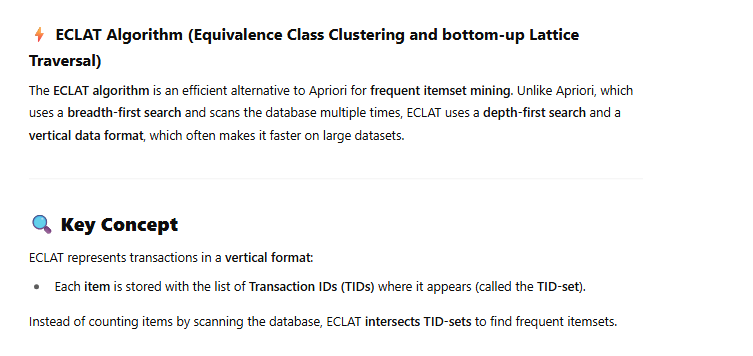 ⚡ ECLAT Algorithm (Equivalence Class Clustering and bottom-up Lattice
Traversal)
The ECLAT algorithm is an efficient alternative to Apriori for frequent itemset mining. Unlike Apriori, which
uses a breadth-first search and scans the database multiple times, ECLAT uses a depth-first search and a
vertical data format, which often makes it faster on large datasets.
🔍 Key Concept
ECLAT represents transactions in a vertical format:
• Each item is stored with the list of Transaction IDs (TIDs) where it appears (called the TID-set).
Instead of counting items by scanning the database, ECLAT intersects TID-sets to find frequent itemsets.